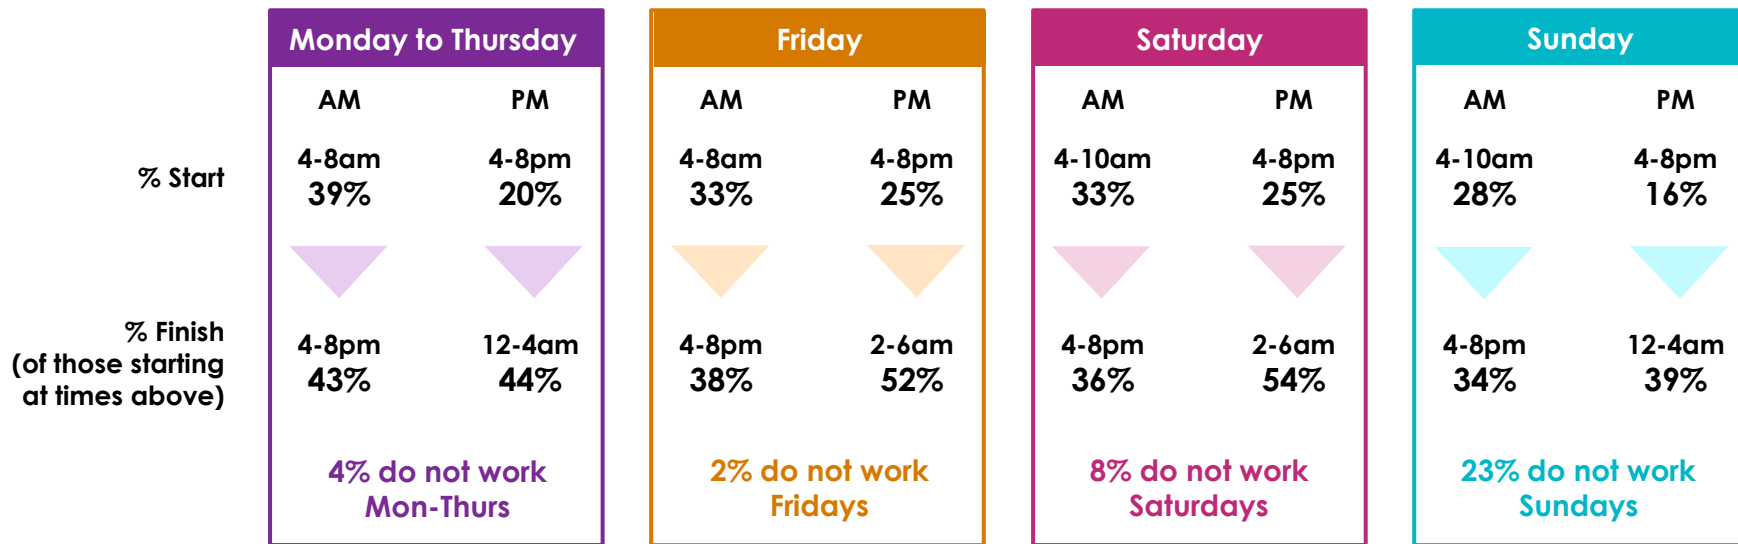 Monday to Thursday
Friday
Saturday
Sunday
AM PM AM PM AM PM AM PM
% Start
4-8am 4-8pm 4-8am 4-8pm 4-10am 4-8pm 4-10am 4-8pm
39% 20% 33% 25% 33% 25% 28% 16%
% Finish
(of those starting
at times above)
4-8pm 12-4am 4-8pm 2-6am 4-8pm 2-6am 4-8pm 12-4am
43% 44% 38% 52% 36% 54% 34% 39%
4% do not work
Mon-Thurs
2% do not work
Fridays
8% do not work
Saturdays
23% do not work
Sundays